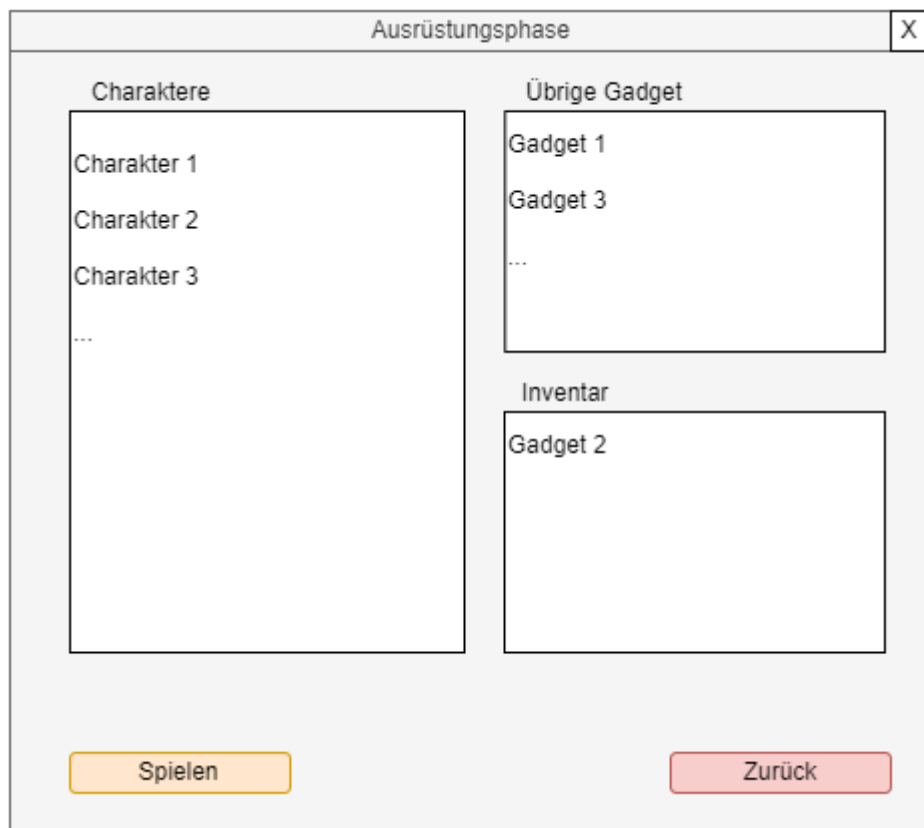 Ausrüstungsphase
X
Charaktere
Charakter 1
Charakter 2
Charakter 3
...
Übrige Gadget
Gadget 1
Gadget 3
...
Inventar
Gadget 2
Spielen
Zurück